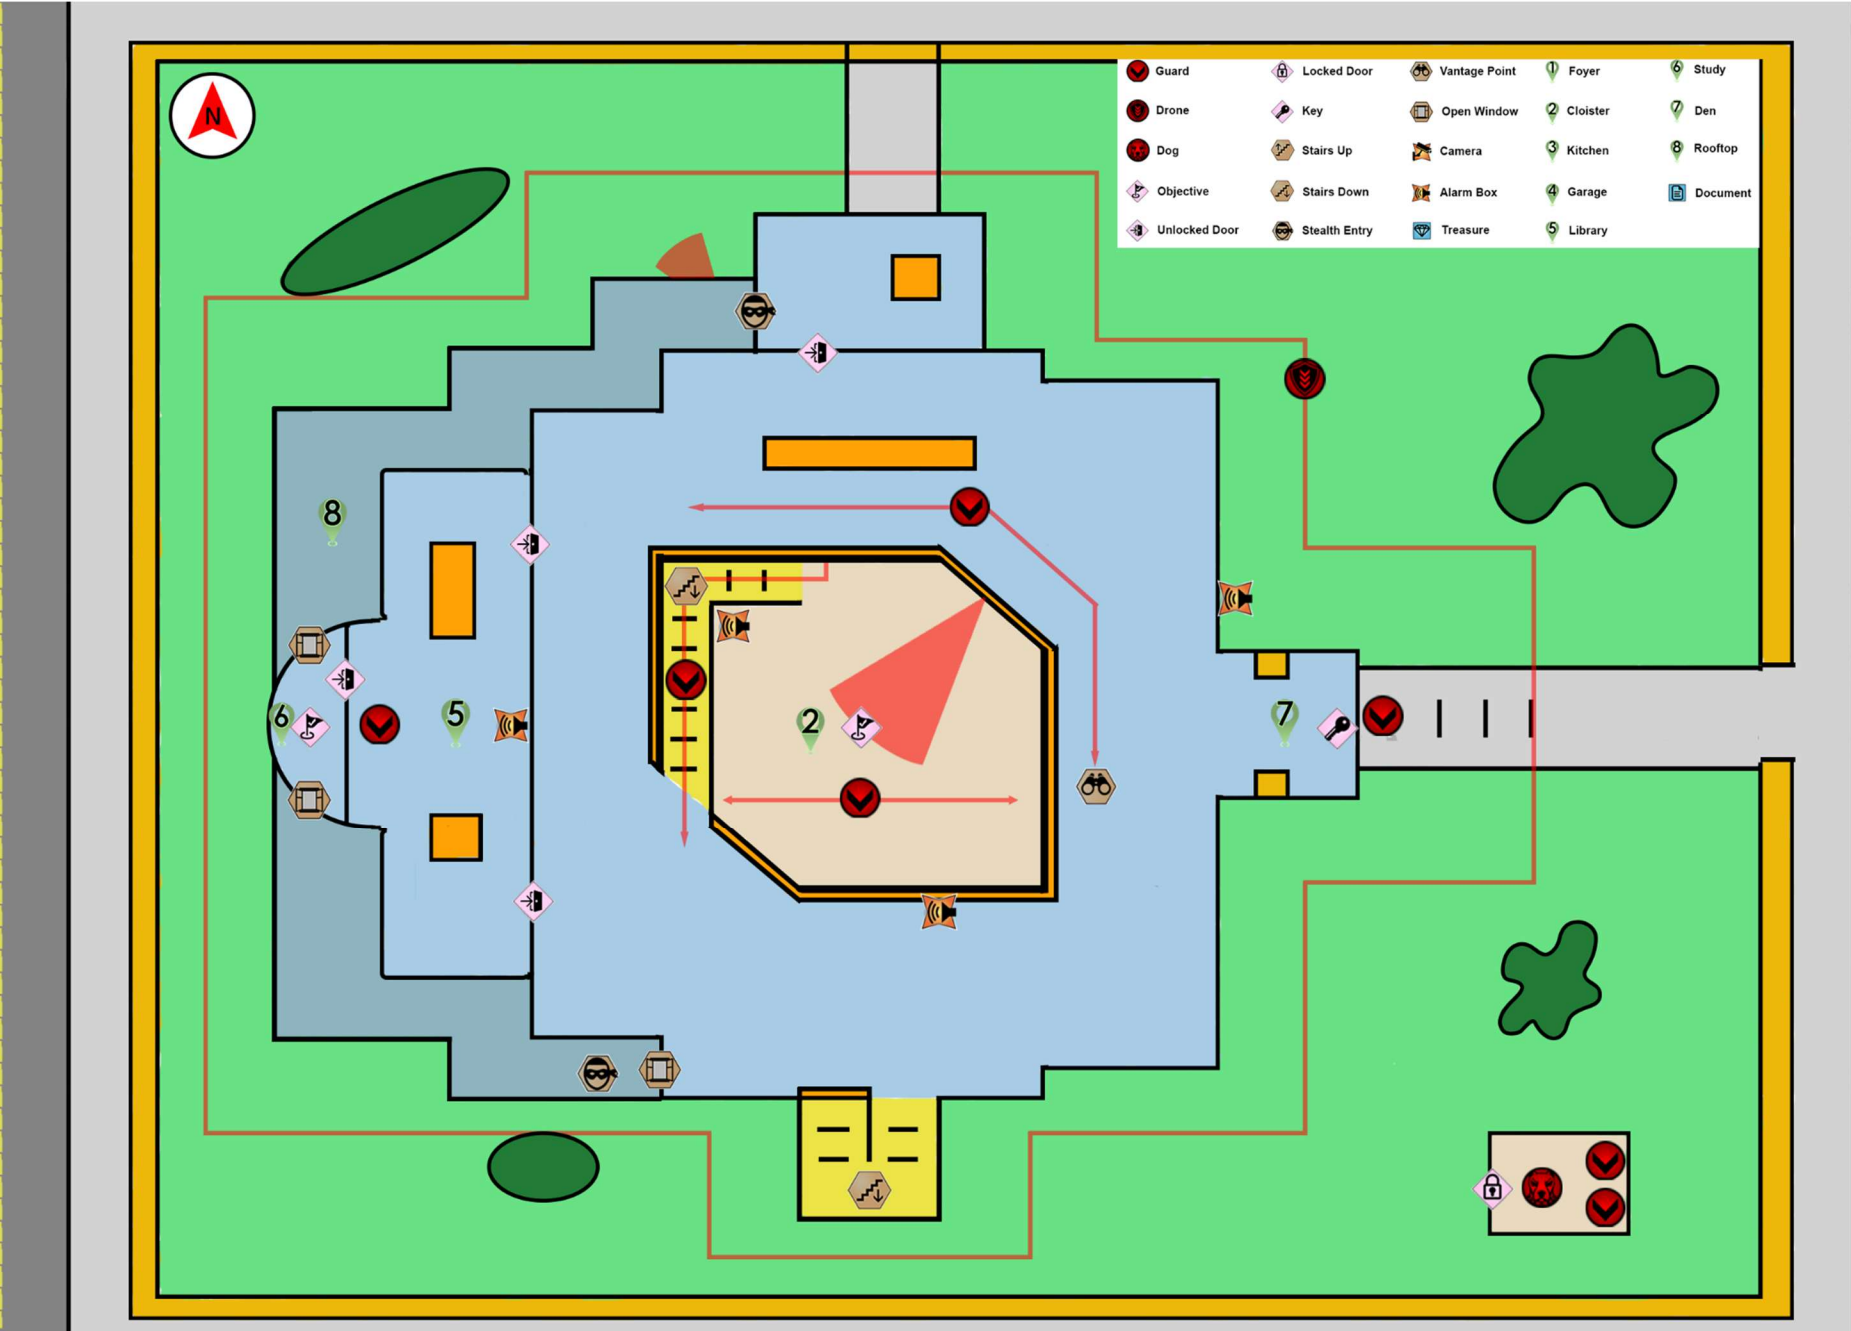 N
Guard
Locked Door
Vantage Point
1 Foyer
6 Study
Drone
Key
Open Window
2 Cloister
7 Den
Dog
Stairs Up
Camera
3 Kitchen
8 Rooftop
Objective
Stairs Down
Alarm Box
4 Garage
Document
Unlocked Door
Stealth Entry
Treasure
5 Library
8
6
5
2
7